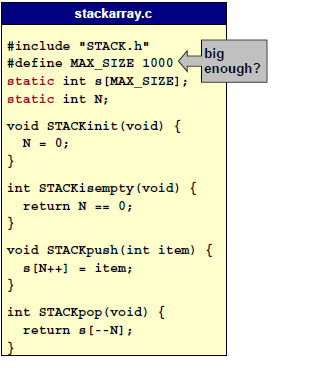 stackarray.c
#include "STACK.h"
#define MAX_SIZE 1000
static int s[MAX_SIZE];
static int N;
void STACKinit(void) {
N = 0;
}
int STACKisempty(void) {
return N == 0;
}
void STACKpush(int item) {
s[N++] = item;
}
int STACKpop(void) {
return s[--N];
}
big
enough?